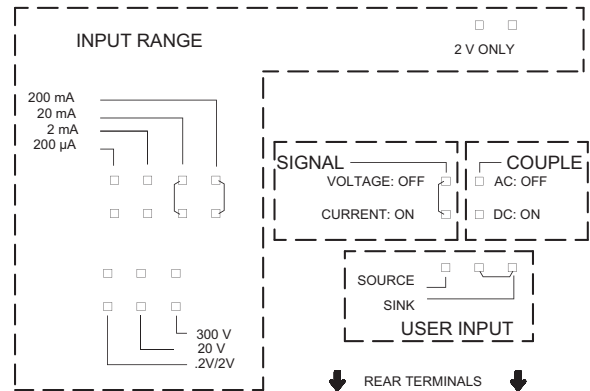 INPUT RANGE
2 V ONLY
200 mA
20 mA
2 mA
200 µA
SIGNAL
VOLTAGE: OFF
CURRENT: ON
COUPLE
AC: OFF
DC: ON
SOURCE
SINK
USER INPUT
300 V
20 V
.2V/2V
REAR TERMINALS